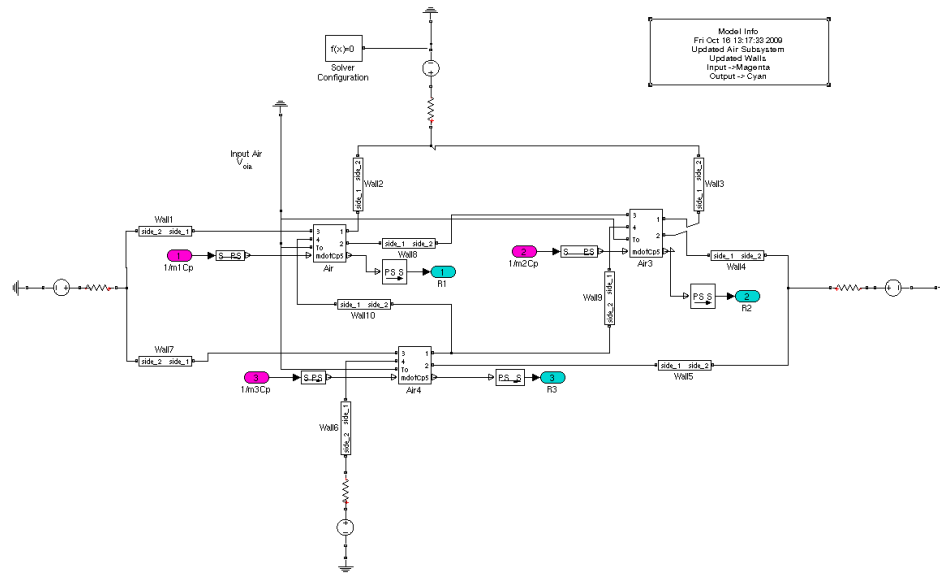 Model Info
Fri Oct 16 13:17:33 2009
Updated Air Subsystem
Updated Walls
Input ->Magenta
Output -> Cyan
f(x)=0
Solver
Configuration
Input Air
Voia
side_2
side_1
Wall2
side_2
side_1
Wall3
Wall1
side_2 side_1
3
4
To
mdotCp5
1
2
Air
1
1/m1Cp
S PS
side_1 side_2
Wall8
PS S
1
R1
3
4
To
mdotCp5
1
2
Air3
2
1/m2Cp
S PS
side_1 side_2
Wall4
PS S
2
R2
side_1
side_2
Wall9
side_1 side_2
Wall10
Wall7
side_2 side_1
3
4
To
mdotCp5
1
2
Air4
3
1/m3Cp
S PS
PS S
3
R3
side_1 side_2
Wall5
side_1
side_2
Wall6